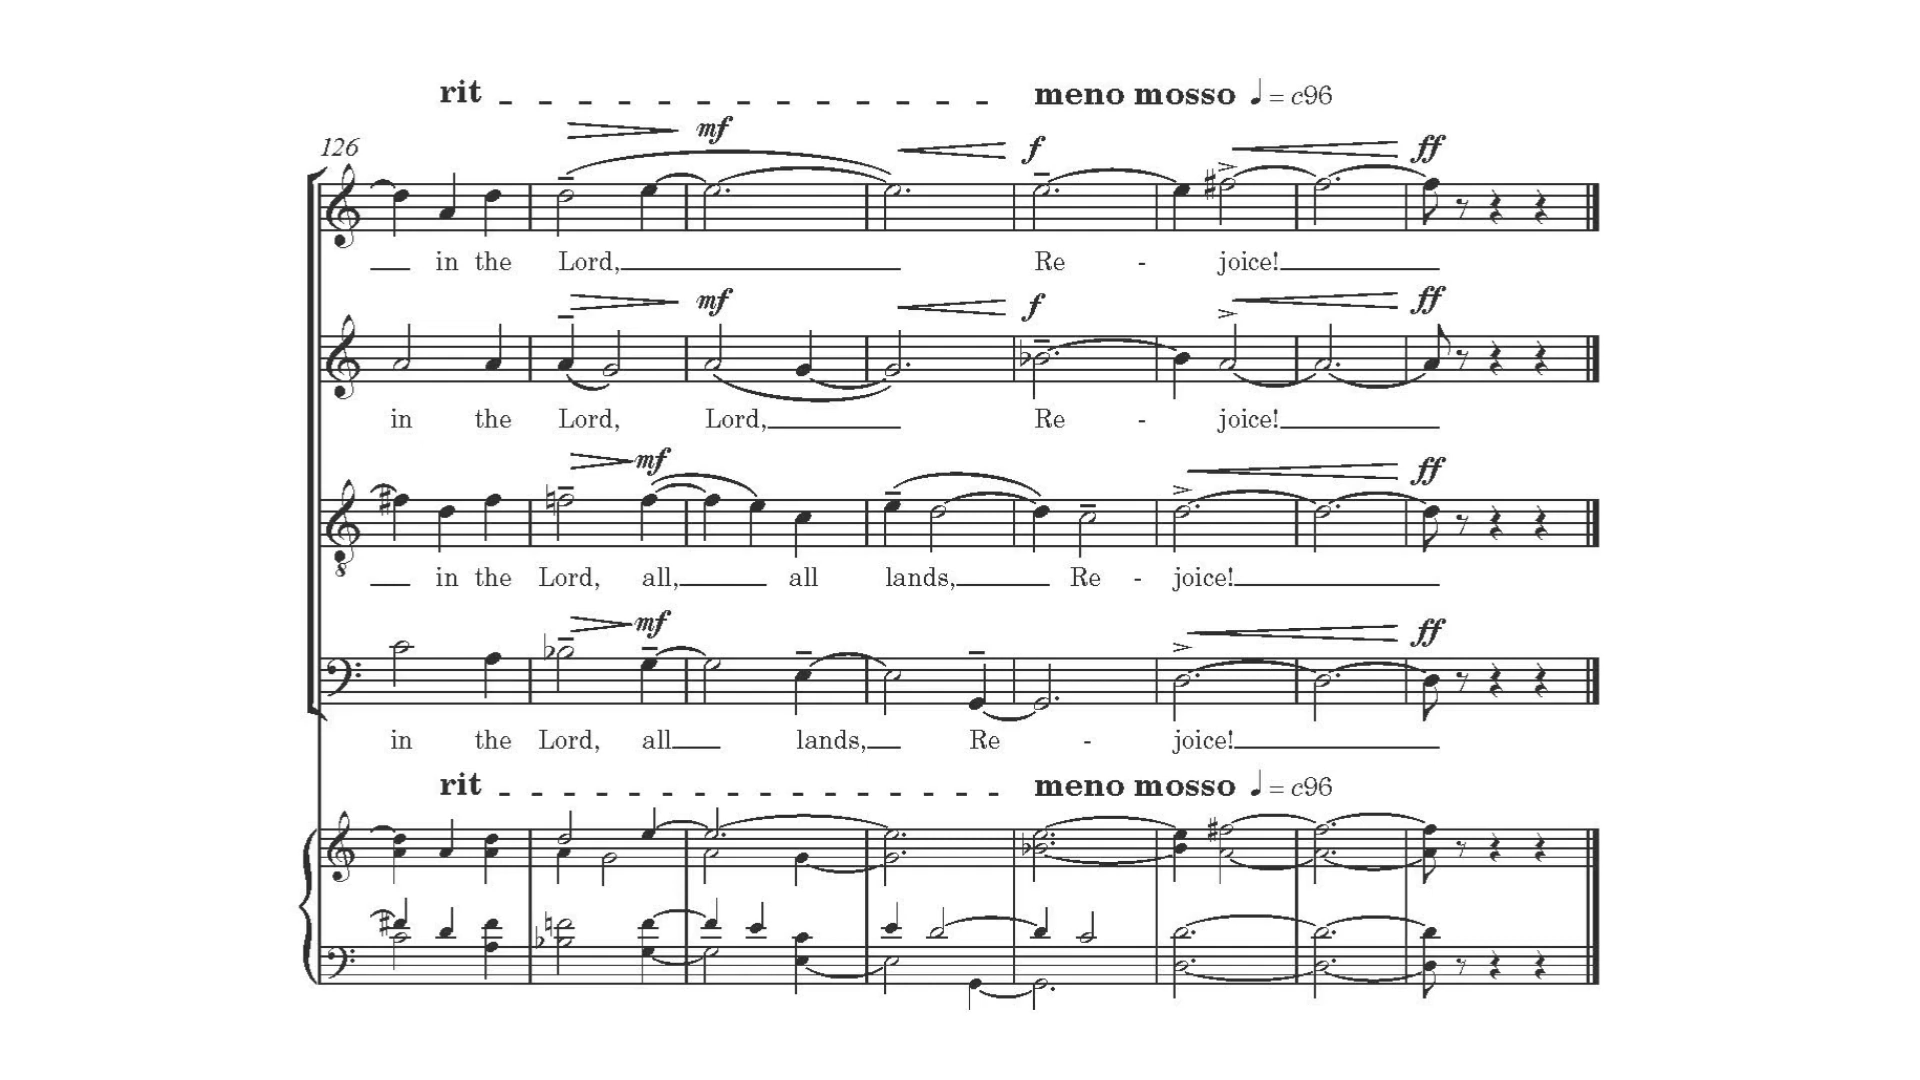 rit meno mosso ♩ = c96
mf f ff
126
in the Lord, Re - joice!
mf f ff
in the Lord, Lord, Re - joice!
mf ff
8
in the Lord, all, all lands, Re - joice!
mf ff
in the Lord, all lands, Re - joice!
rit meno mosso ♩ = c96